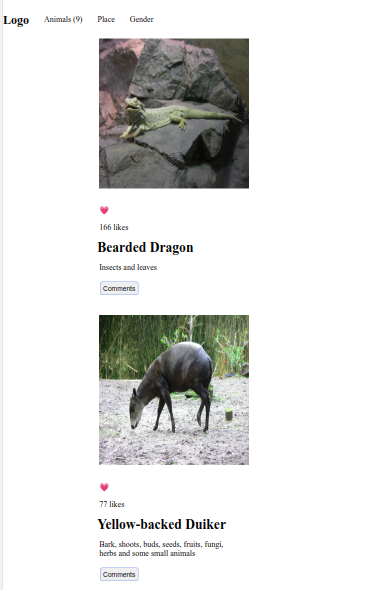 Logo Animals (9) Place Gender
166 likes
Bearded Dragon
Insects and leaves
Comments
77 likes
Yellow-backed Duiker
Bark, shoots, buds, seeds, fruits, fungi,
herbs and some small animals
Comments